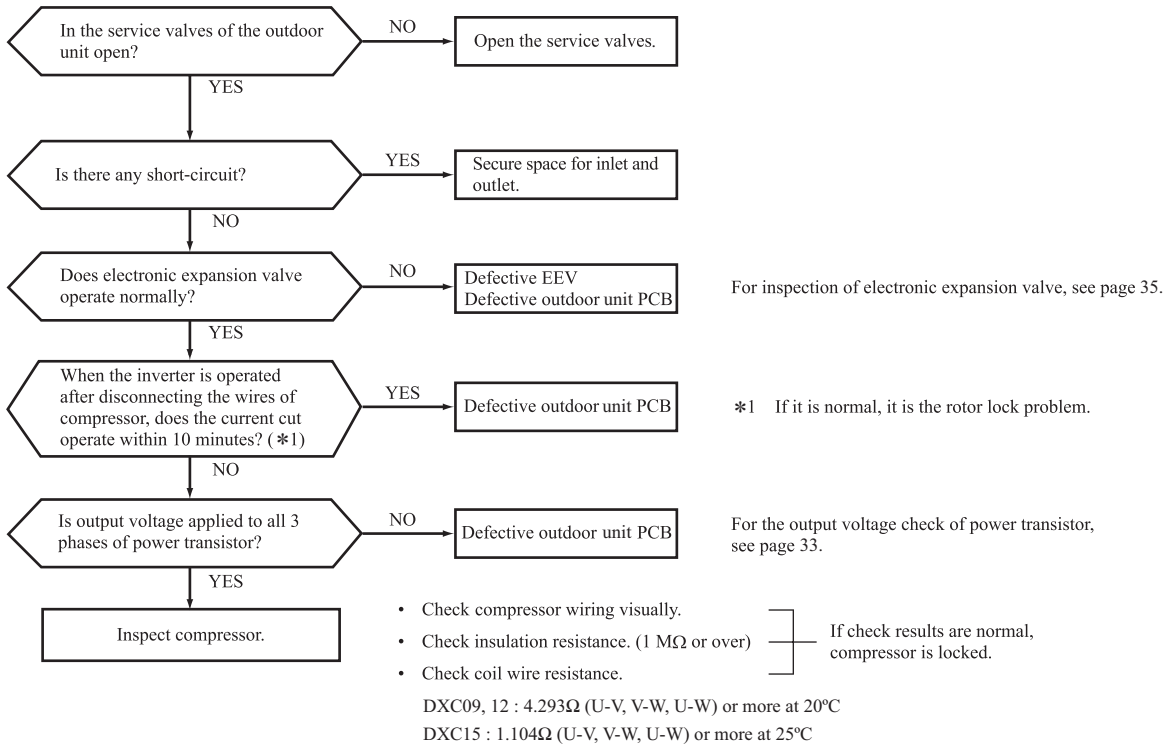 In the service valves of the outdoor
unit open?
NO
Open the service valves.
YES
Is there any short-circuit?
YES
Secure space for inlet and
outlet.
NO
Does electronic expansion valve
operate normally?
NO
Defective EEV
Defective outdoor unit PCB
For inspection of electronic expansion valve, see page 35.
YES
When the inverter is operated
after disconnecting the wires of
compressor, does the current cut
operate within 10 minutes? (∗1)
YES
Defective outdoor unit PCB
∗1 If it is normal, it is the rotor lock problem.
NO
Is output voltage applied to all 3
phases of power transistor?
NO
Defective outdoor unit PCB
For the output voltage check of power transistor,
see page 33.
YES
Inspect compressor.
• Check compressor wiring visually.
• Check insulation resistance. (1 MΩ or over)
• Check coil wire resistance.
DXC09, 12 : 4.293Ω (U-V, V-W, U-W) or more at 20ºC
DXC15 : 1.104Ω (U-V, V-W, U-W) or more at 25ºC
If check results are normal,
compressor is locked.